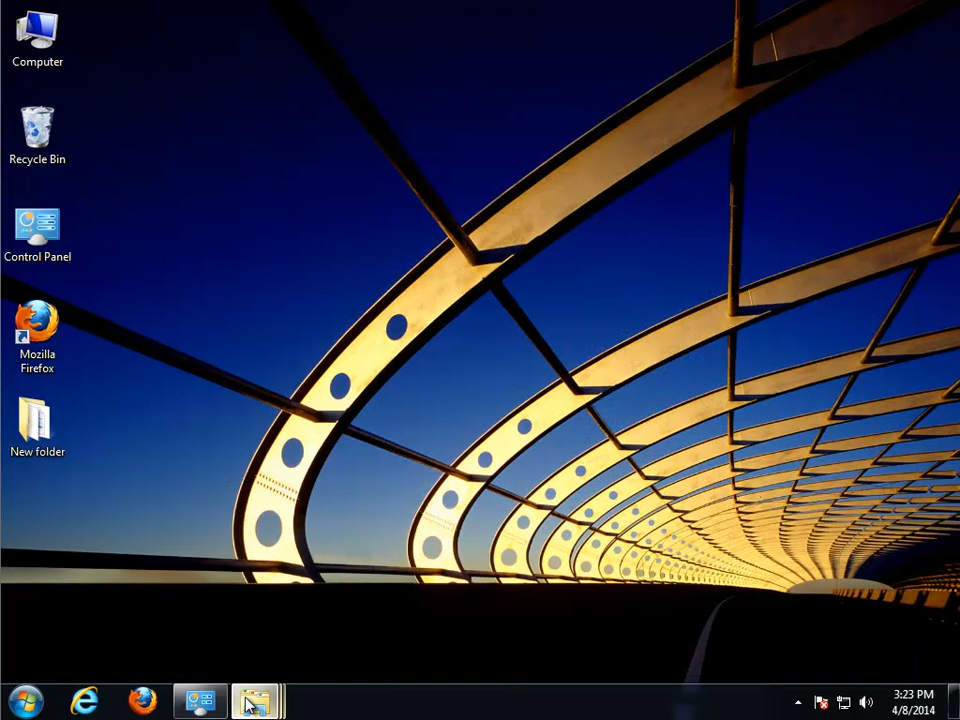 Computer
Recycle Bin
Control Panel
Mozilla
Firefox
New folder
3:23 PM
4/8/2014